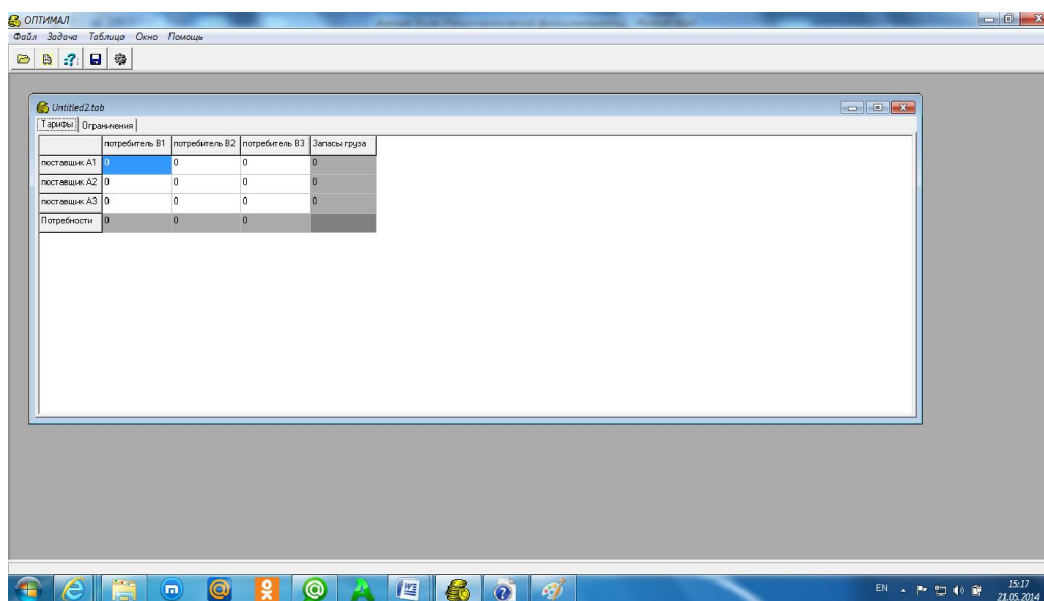 ОПТИМАЛ
Файл Задача Таблица Окно Помощь
Untitled2.tab
Тарифы Ограничения
потребитель В1 потребитель В2 потребитель В3 Запасы груза
поставщик А1 0 0 0 0
поставщик А2 0 0 0 0
поставщик А3 0 0 0 0
Потребности 0 0 0
EN 15:17
21.05.2014